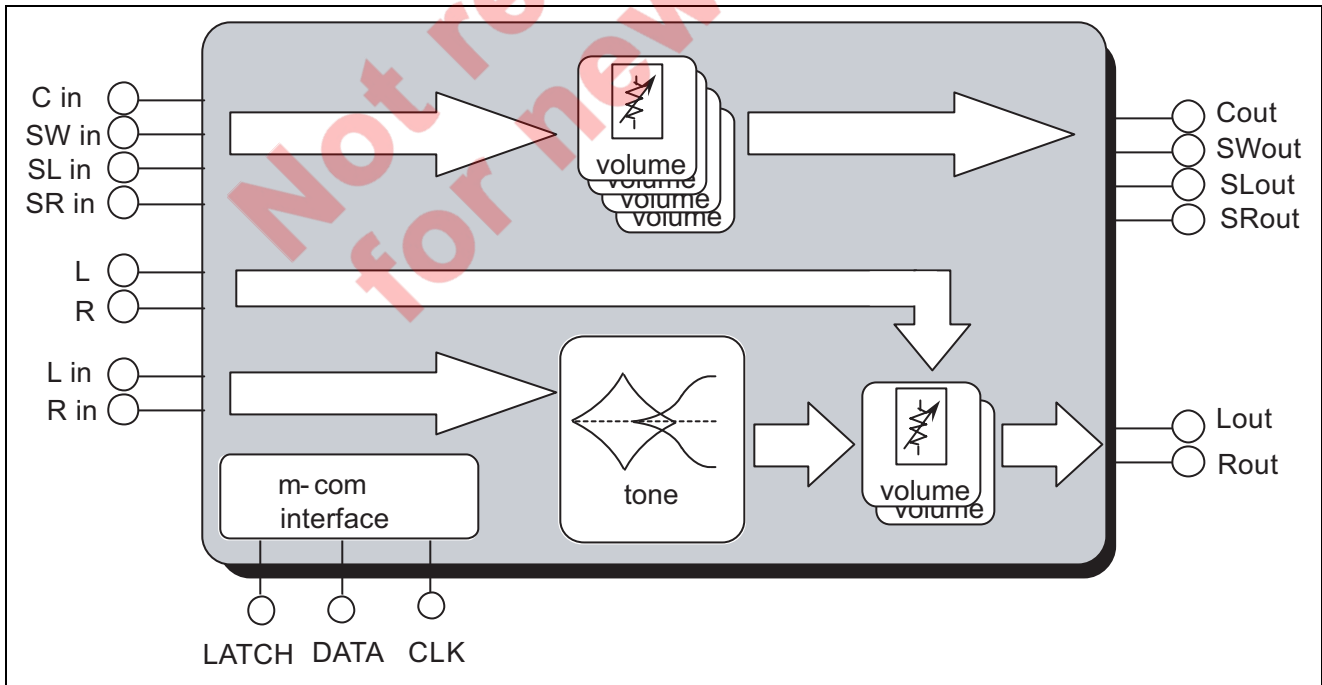 Not re
for new
C in
SW in
SL in
SR in
L
R
L in
R in
volume
volume
volume
volume
tone
volume
volume
m- com
interface
LATCH DATA CLK
Cout
SWout
SLout
SRout
Lout
Rout